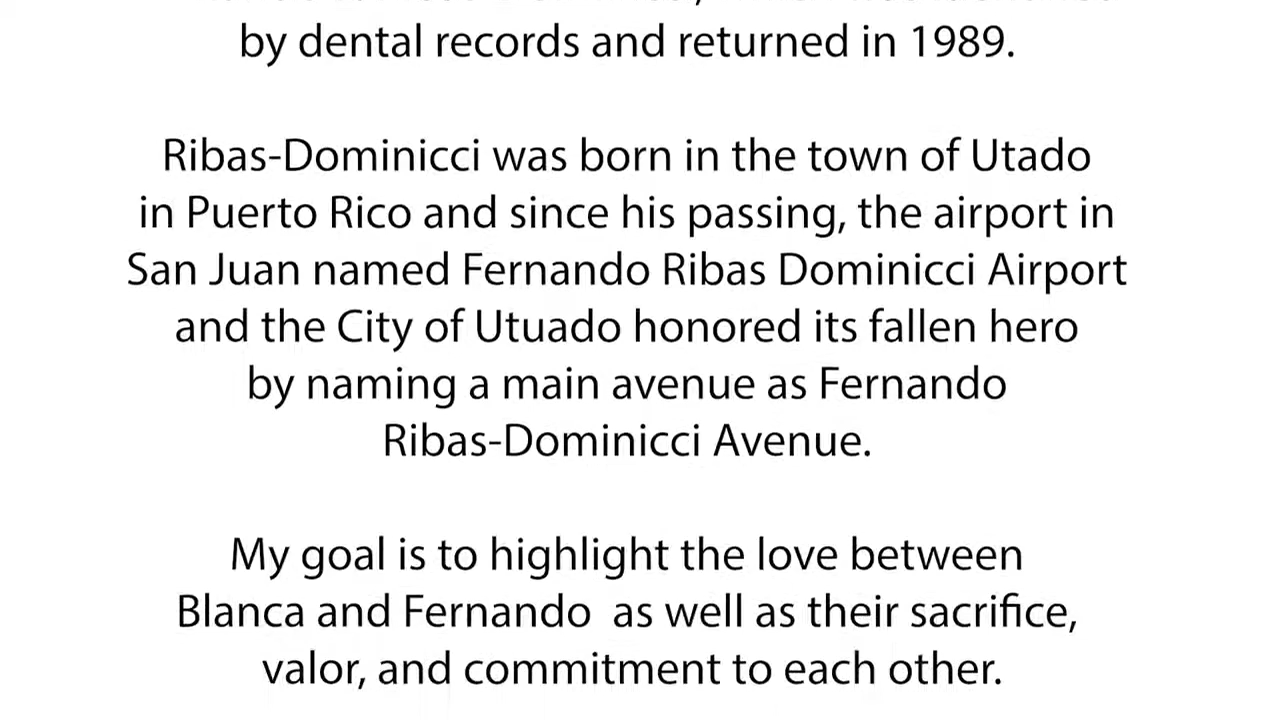 by dental records and returned in 1989.
Ribas-Dominicci was born in the town of Utado
in Puerto Rico and since his passing, the airport in
San Juan named Fernando Ribas Dominicci Airport
and the City of Utuado honored its fallen hero
by naming a main avenue as Fernando
Ribas-Dominicci Avenue.
My goal is to highlight the love between
Blanca and Fernando  as well as their sacrifice,
valor, and commitment to each other.